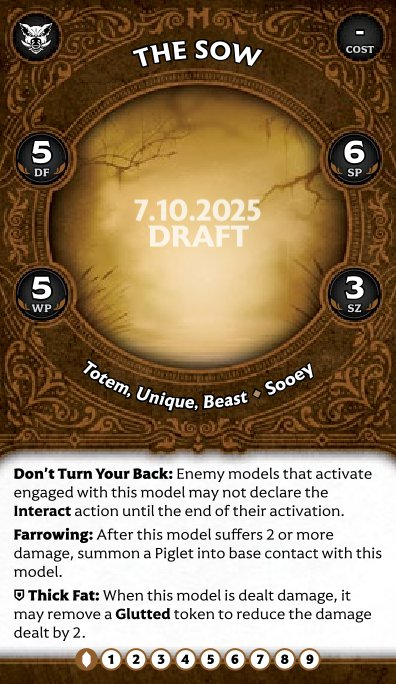 THE SOW
-
COST
5
DF
6
SP
7.10.2025
DRAFT
5
WP
3
SZ
Totem, Unique, Beast ◆ Sooey
Don't Turn Your Back: Enemy models that activate
engaged with this model may not declare the
Interact action until the end of their activation.
Farrowing: After this model suffers 2 or more
damage, summon a Piglet into base contact with this
model.
Thick Fat: When this model is dealt damage, it
may remove a Glutted token to reduce the damage
dealt by 2.
1 2 3 4 5 6 7 8 9